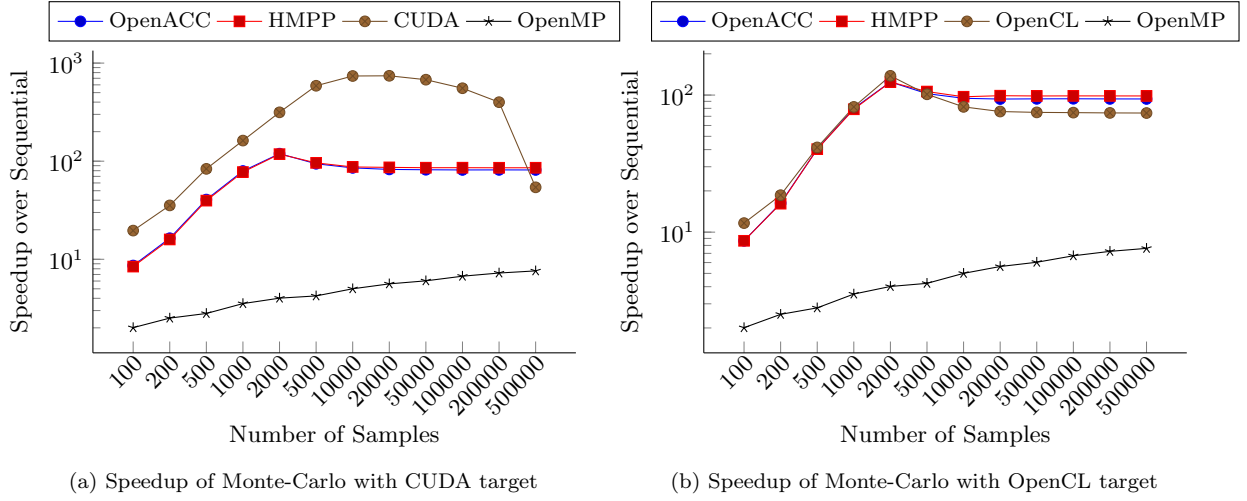 OpenACC HMPP CUDA OpenMP
10^3
10^2
10^1
Speedup over Sequential
100 200 500 1000 2000 5000 10000 20000 50000 100000 200000 500000
Number of Samples
(a) Speedup of Monte-Carlo with CUDA target
OpenACC HMPP OpenCL OpenMP
10^2
10^1
Speedup over Sequential
100 200 500 1000 2000 5000 10000 20000 50000 100000 200000 500000
Number of Samples
(b) Speedup of Monte-Carlo with OpenCL target